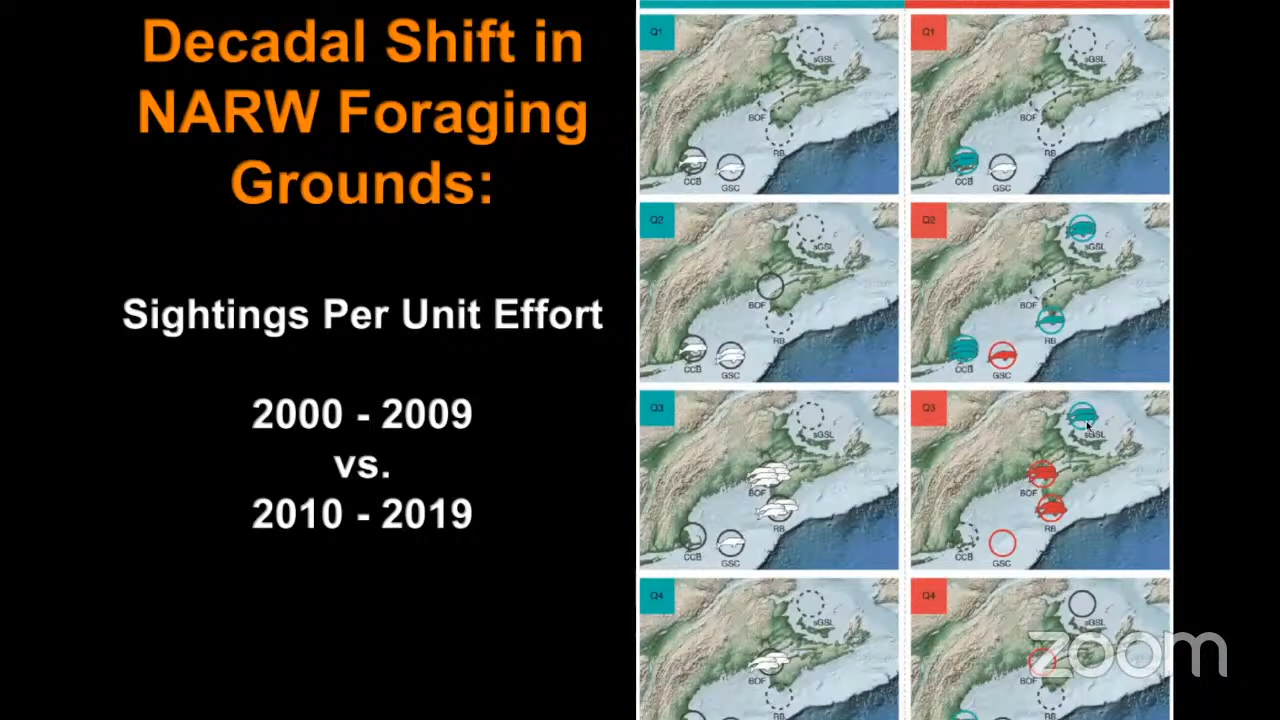 Decadal Shift in
NARW Foraging
Grounds:
Sightings Per Unit Effort
2000 - 2009
vs.
2010 - 2019
Q1
sGSL
BOF
RB
CCB
GSC
Q1
sGSL
BOF
RB
CCB
GSC
Q2
sGSL
BOF
RB
CCB
GSC
Q2
sGSL
BOF
RB
CCB
GSC
Q3
sGSL
BOF
RB
CCB
GSC
Q3
sGSL
BOF
RB
CCB
GSC
Q4
sGSL
BOF
RB
Q4
sGSL
BOF
RB
zoom